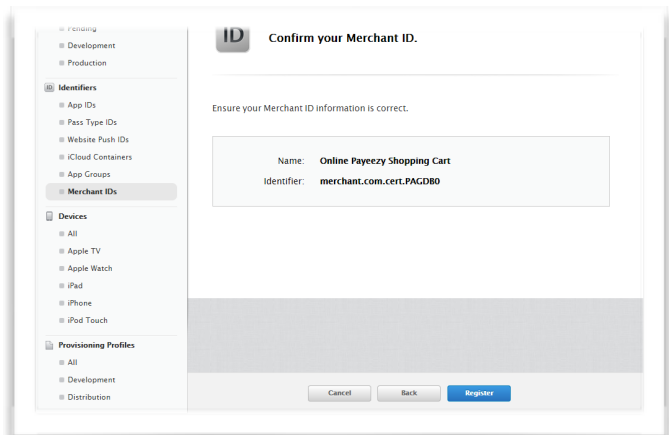 Pending
Development
Production
ID Identifiers
App IDs
Pass Type IDs
Website Push IDs
iCloud Containers
App Groups
Merchant IDs
Devices
All
Apple TV
Apple Watch
iPad
iPhone
iPod Touch
Provisioning Profiles
All
Development
Distribution
ID
Confirm your Merchant ID.
Ensure your Merchant ID information is correct.
Name: Online Payeezy Shopping Cart
Identifier: merchant.com.cert.PAGDB0
Cancel Back Register